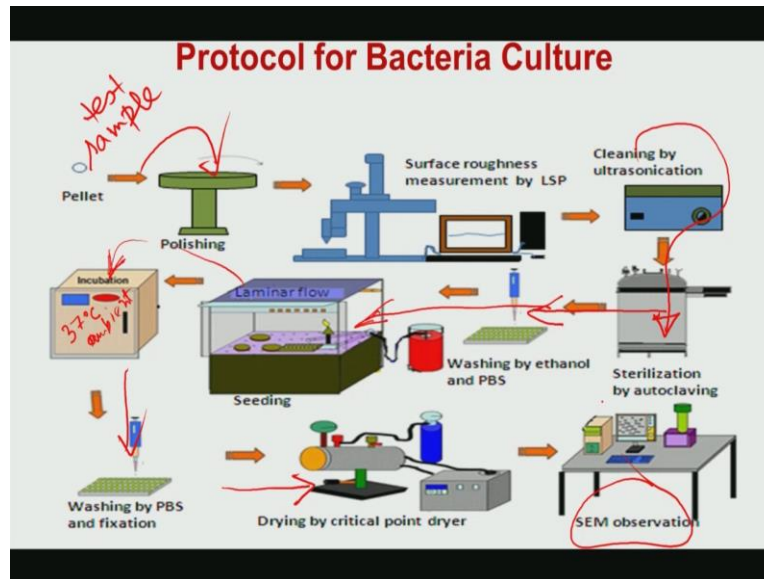 Protocol for Bacteria Culture
test
sample
Pellet
Polishing
Surface roughness
measurement by LSP
Cleaning by
ultrasonication
Sterilization
by autoclaving
Washing by ethanol
and PBS
Laminar flow
Seeding
Incubation
37°C
ambient
Washing by PBS
and fixation
Drying by critical point dryer
SEM observation